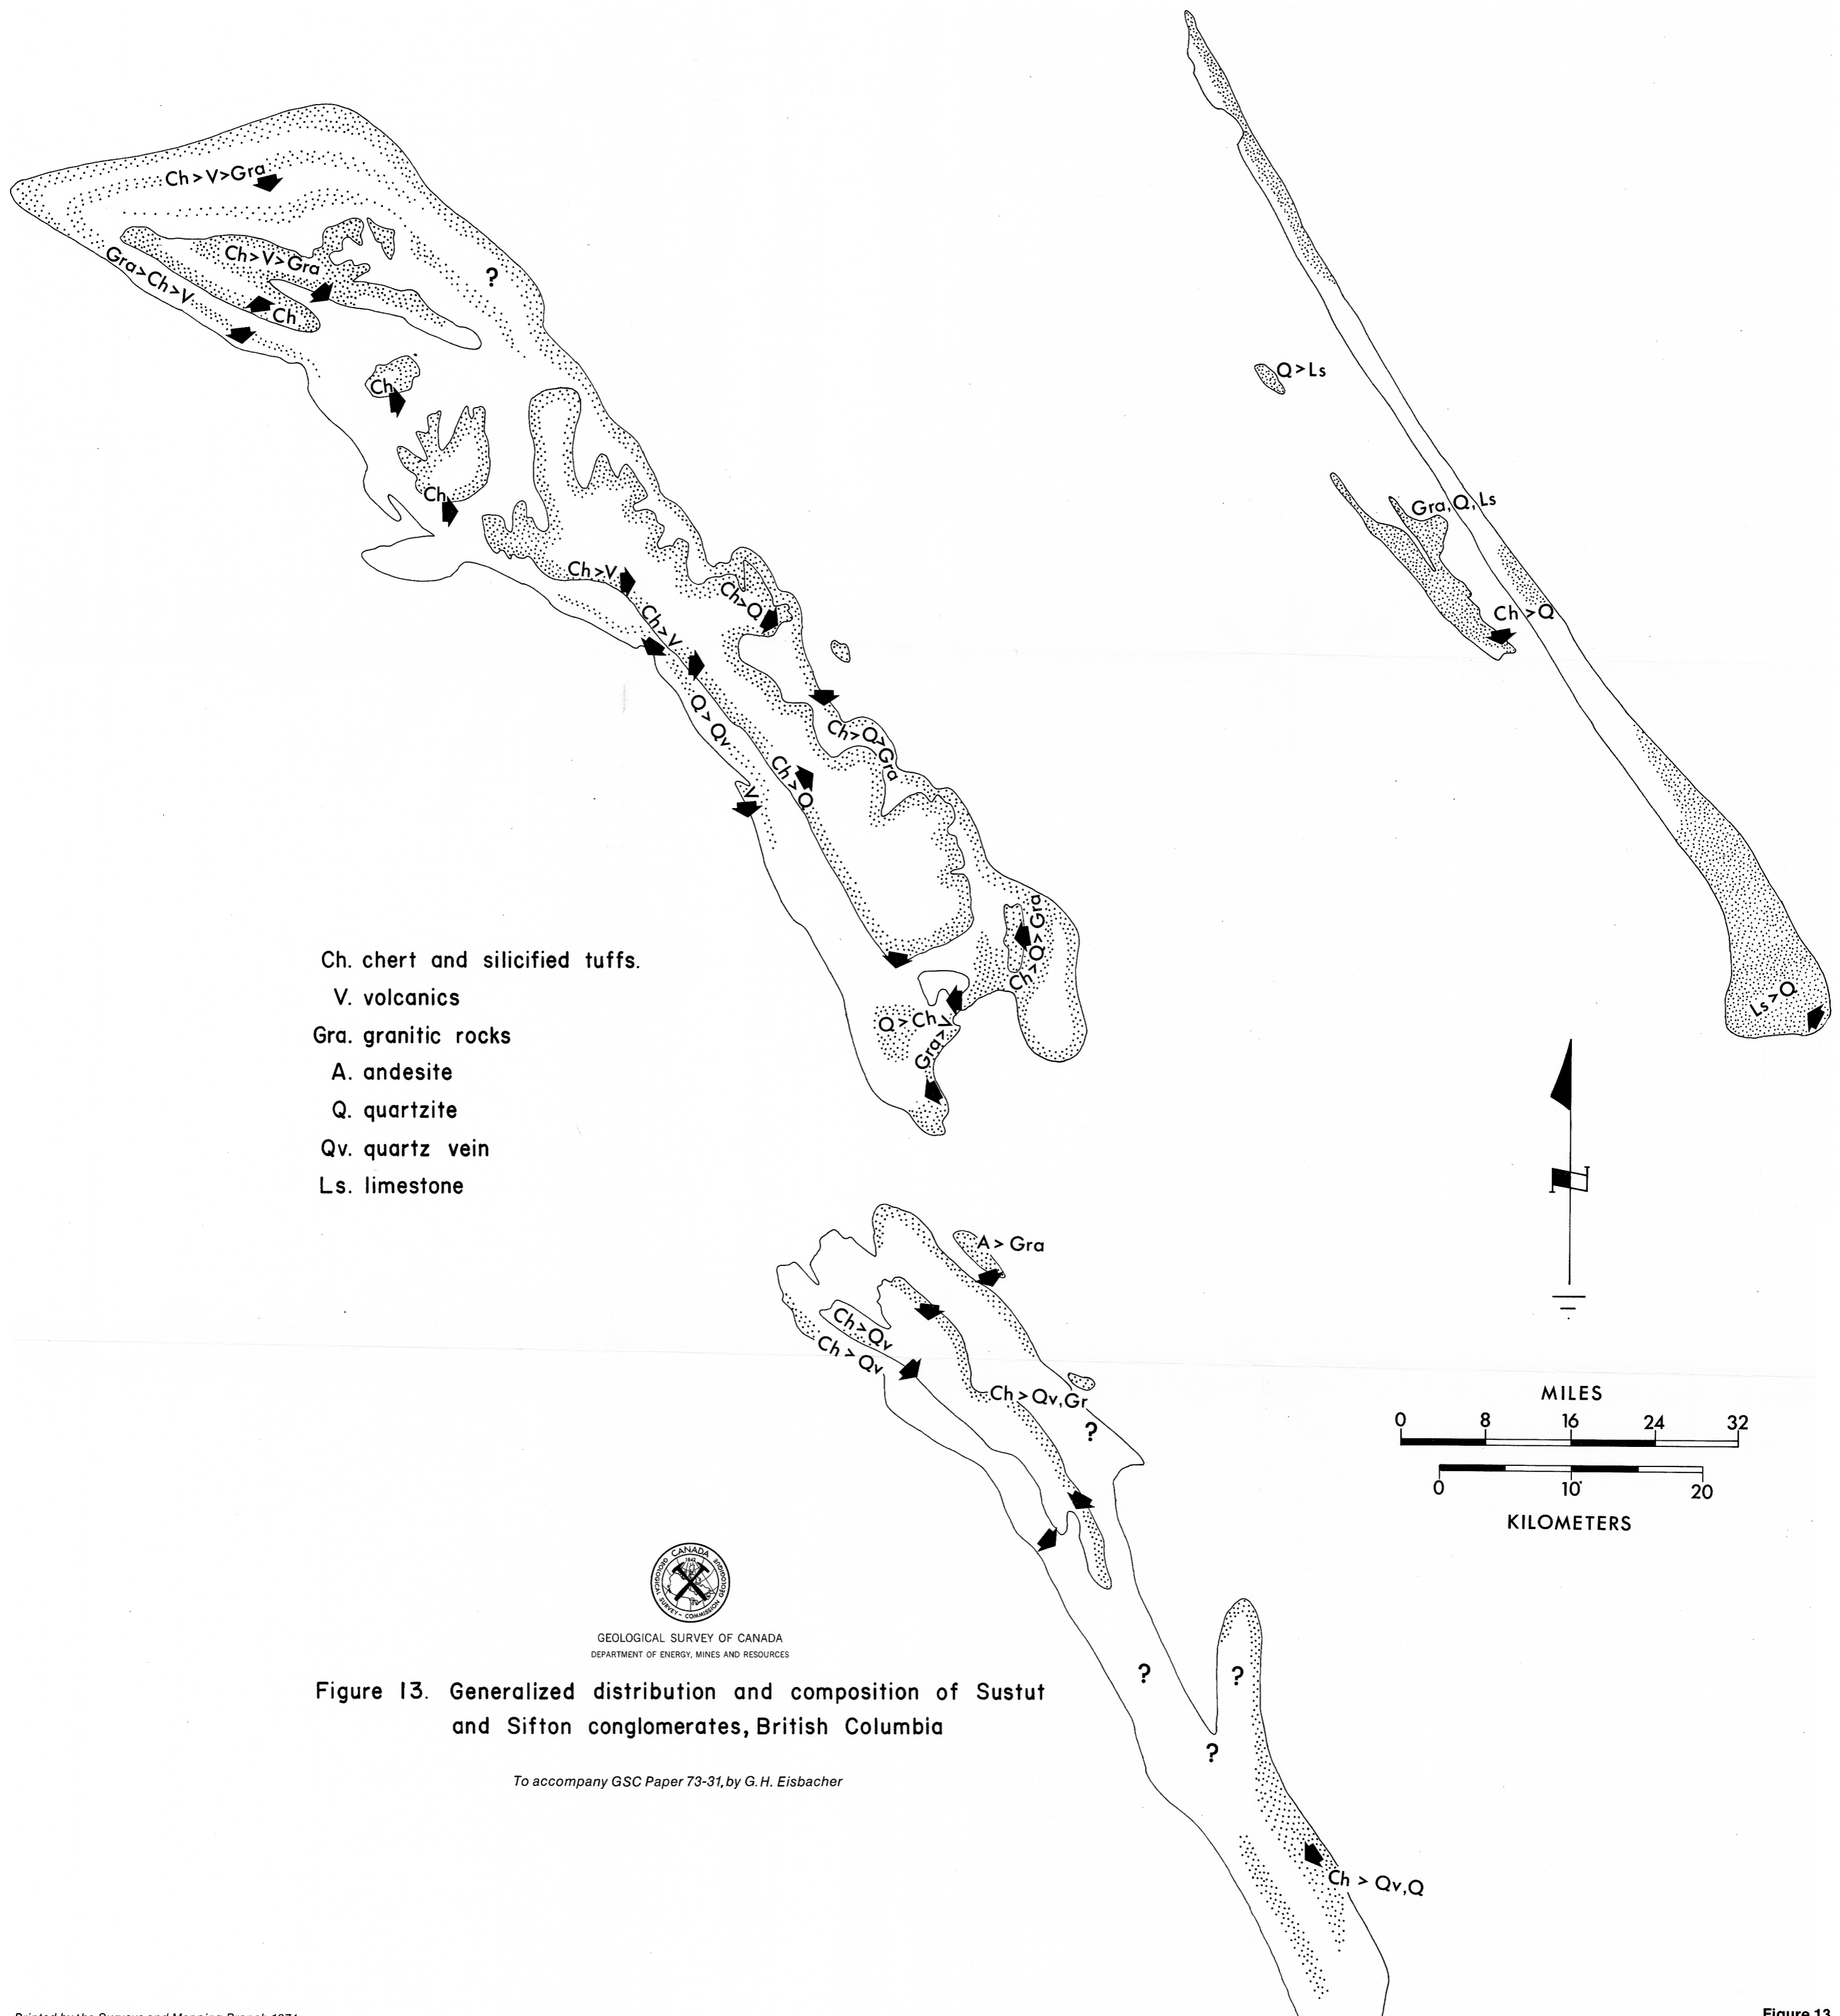 Ch > V > Gra
Ch > V > Gra
Gra > Ch > V
Ch
?
Ch
Ch
Q > Ls
Gra, Q, Ls
Ch > Q
Ch > V
Ch > V
Ch > Q
Q > Qv
Ch > Q > Gra
Ch > Q
V
Ch > Q > Gra
Q > Ch
Gra > V
Ls > Q
Ch. chert and silicified tuffs.
V. volcanics
Gra. granitic rocks
A. andesite
Q. quartzite
Qv. quartz vein
Ls. limestone
A > Gra
Ch > Qv
Ch > Qv
Ch > Qv, Gr
?
MILES
0 8 16 24 32
0 10 20
KILOMETERS
CANADA
1842
GEOLOGICAL SURVEY - COMMISSION GÉOLOGIQUE
GEOLOGICAL SURVEY OF CANADA
DEPARTMENT OF ENERGY, MINES AND RESOURCES
Figure 13. Generalized distribution and composition of Sustut
and Sifton conglomerates, British Columbia
To accompany GSC Paper 73-31, by G. H. Eisbacher
?
?
?
Ch > Qv, Q
Figure 13